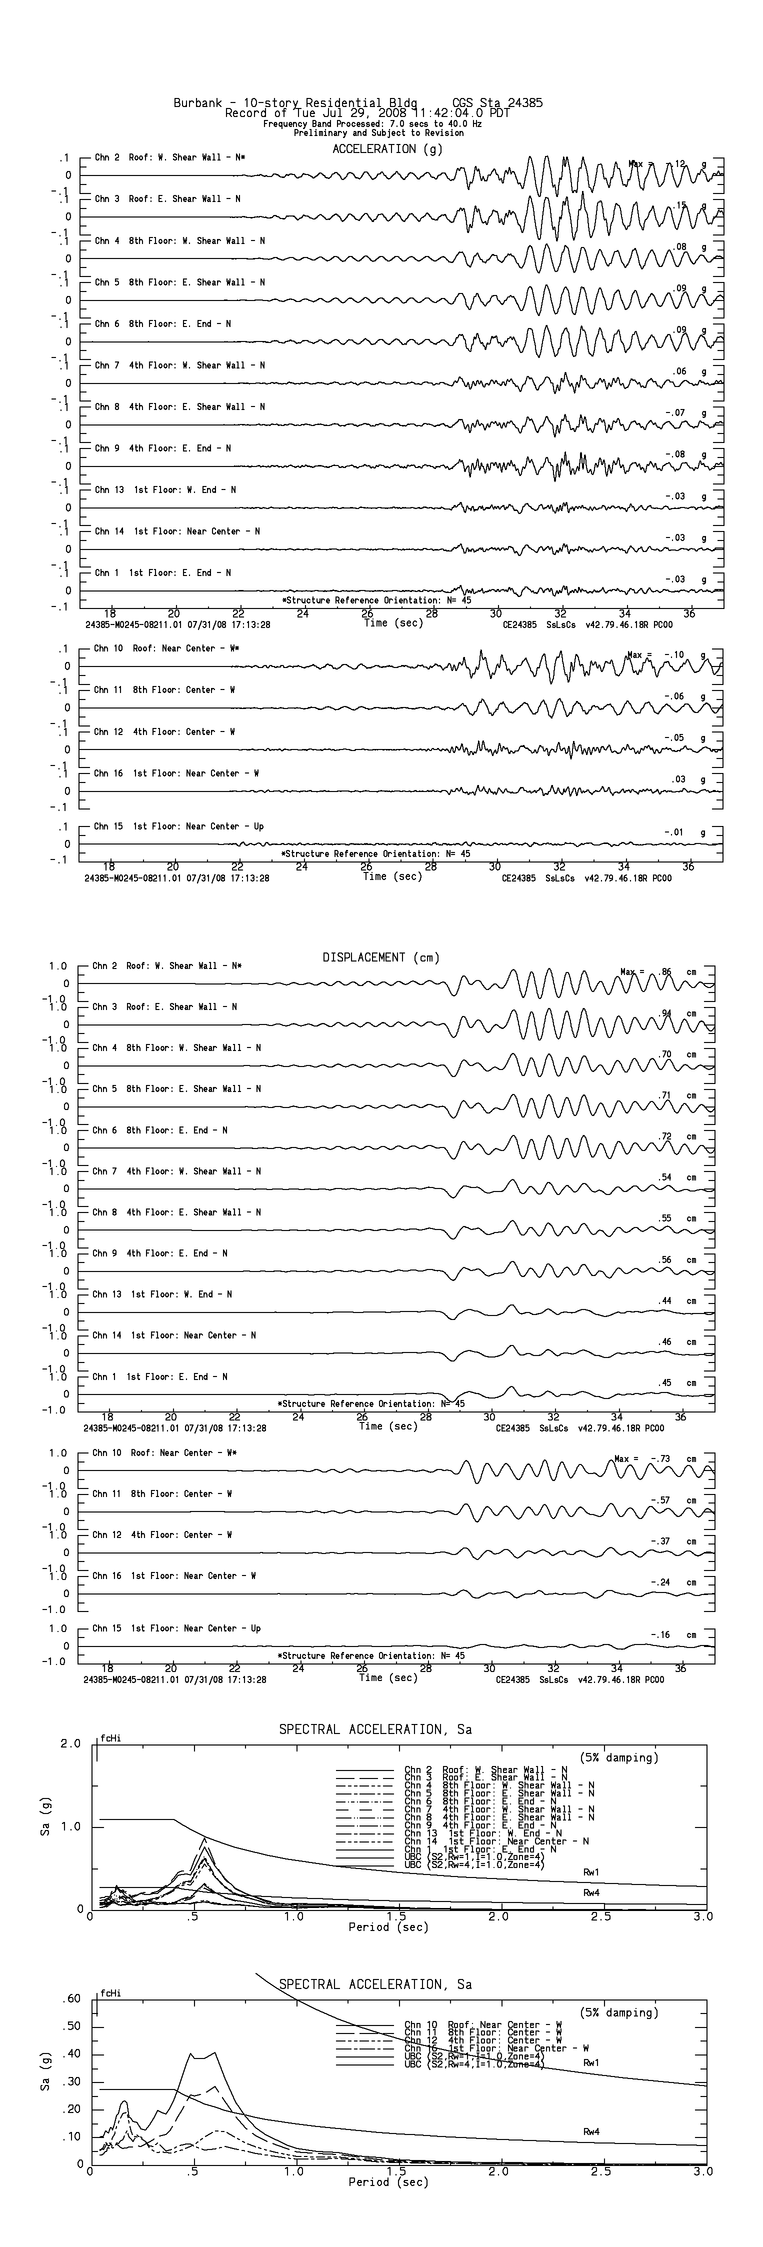 Burbank - 10-story Residential Bldg CGS Sta 24385
Record of Tue Jul 29, 2008 11:42:04.0 PDT
Frequency Band Processed: 7.0 secs to 40.0 Hz
Preliminary and Subject to Revision
ACCELERATION (g)
.1 Chn 2 Roof: W. Shear Wall - N* Max = .12 g
0
-.1
.1 Chn 3 Roof: E. Shear Wall - N .15 g
0
-.1
.1 Chn 4 8th Floor: W. Shear Wall - N .08 g
0
-.1
.1 Chn 5 8th Floor: E. Shear Wall - N .09 g
0
-.1
.1 Chn 6 8th Floor: E. End - N .09 g
0
-.1
.1 Chn 7 4th Floor: W. Shear Wall - N .06 g
0
-.1
.1 Chn 8 4th Floor: E. Shear Wall - N -.07 g
0
-.1
.1 Chn 9 4th Floor: E. End - N -.08 g
0
-.1
.1 Chn 13 1st Floor: W. End - N -.03 g
0
-.1
.1 Chn 14 1st Floor: Near Center - N -.03 g
0
-.1
.1 Chn 1 1st Floor: E. End - N -.03 g
0
-.1 *Structure Reference Orientation: N= 45
18 20 22 24 26 28 30 32 34 36
24385-M0245-08211.01 07/31/08 17:13:28 Time (sec) CE24385 SsLsCs v42.79.46.18R PC00
.1 Chn 10 Roof: Near Center - W* Max = -.10 g
0
-.1
.1 Chn 11 8th Floor: Center - W -.06 g
0
-.1
.1 Chn 12 4th Floor: Center - W -.05 g
0
-.1
.1 Chn 16 1st Floor: Near Center - W .03 g
0
-.1
.1 Chn 15 1st Floor: Near Center - Up -.01 g
0
-.1 *Structure Reference Orientation: N= 45
18 20 22 24 26 28 30 32 34 36
24385-M0245-08211.01 07/31/08 17:13:28 Time (sec) CE24385 SsLsCs v42.79.46.18R PC00
DISPLACEMENT (cm)
1.0 Chn 2 Roof: W. Shear Wall - N* Max = .86 cm
0
-1.0
1.0 Chn 3 Roof: E. Shear Wall - N .94 cm
0
-1.0
1.0 Chn 4 8th Floor: W. Shear Wall - N .70 cm
0
-1.0
1.0 Chn 5 8th Floor: E. Shear Wall - N .71 cm
0
-1.0
1.0 Chn 6 8th Floor: E. End - N .72 cm
0
-1.0
1.0 Chn 7 4th Floor: W. Shear Wall - N .54 cm
0
-1.0
1.0 Chn 8 4th Floor: E. Shear Wall - N .55 cm
0
-1.0
1.0 Chn 9 4th Floor: E. End - N .56 cm
0
-1.0
1.0 Chn 13 1st Floor: W. End - N .44 cm
0
-1.0
1.0 Chn 14 1st Floor: Near Center - N .46 cm
0
-1.0
1.0 Chn 1 1st Floor: E. End - N .45 cm
0
-1.0 *Structure Reference Orientation: N= 45
18 20 22 24 26 28 30 32 34 36
24385-M0245-08211.01 07/31/08 17:13:28 Time (sec) CE24385 SsLsCs v42.79.46.18R PC00
1.0 Chn 10 Roof: Near Center - W* Max = -.73 cm
0
-1.0
1.0 Chn 11 8th Floor: Center - W -.57 cm
0
-1.0
1.0 Chn 12 4th Floor: Center - W -.37 cm
0
-1.0
1.0 Chn 16 1st Floor: Near Center - W -.24 cm
0
-1.0
1.0 Chn 15 1st Floor: Near Center - Up -.16 cm
0
-1.0 *Structure Reference Orientation: N= 45
18 20 22 24 26 28 30 32 34 36
24385-M0245-08211.01 07/31/08 17:13:28 Time (sec) CE24385 SsLsCs v42.79.46.18R PC00
SPECTRAL ACCELERATION, Sa
fcHi
2.0
(5% damping)
Chn 2 Roof: W. Shear Wall - N
Chn 3 Roof: E. Shear Wall - N
Chn 4 8th Floor: W. Shear Wall - N
Chn 5 8th Floor: E. Shear Wall - N
Chn 6 8th Floor: E. End - N
Chn 7 4th Floor: W. Shear Wall - N
Chn 8 4th Floor: E. Shear Wall - N
Chn 9 4th Floor: E. End - N
Chn 13 1st Floor: W. End - N
Chn 14 1st Floor: Near Center - N
Chn 1 1st Floor: E. End - N
UBC (S2,Rw=1,I=1.0,Zone=4)
UBC (S2,Rw=4,I=1.0,Zone=4)
Sa (g)
1.0
Rw1
Rw4
0
0 .5 1.0 1.5 2.0 2.5 3.0
Period (sec)
SPECTRAL ACCELERATION, Sa
fcHi
.60
(5% damping)
Chn 10 Roof: Near Center - W
Chn 11 8th Floor: Center - W
Chn 12 4th Floor: Center - W
Chn 16 1st Floor: Near Center - W
UBC (S2,Rw=1,I=1.0,Zone=4)
UBC (S2,Rw=4,I=1.0,Zone=4)
.50
.40
Rw1
Sa (g)
.30
.20
Rw4
.10
0
0 .5 1.0 1.5 2.0 2.5 3.0
Period (sec)